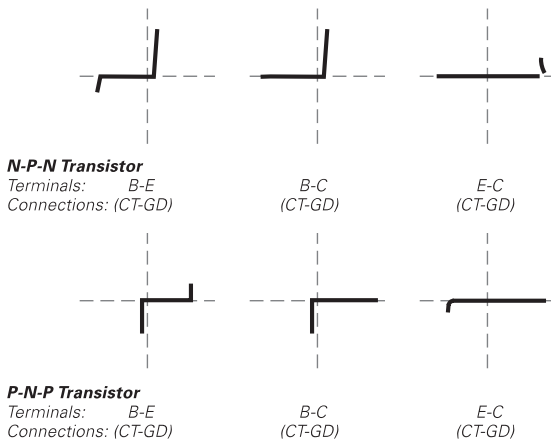 N-P-N Transistor
Terminals: B-E B-C E-C
Connections: (CT-GD) (CT-GD) (CT-GD)
P-N-P Transistor
Terminals: B-E B-C E-C
Connections: (CT-GD) (CT-GD) (CT-GD)